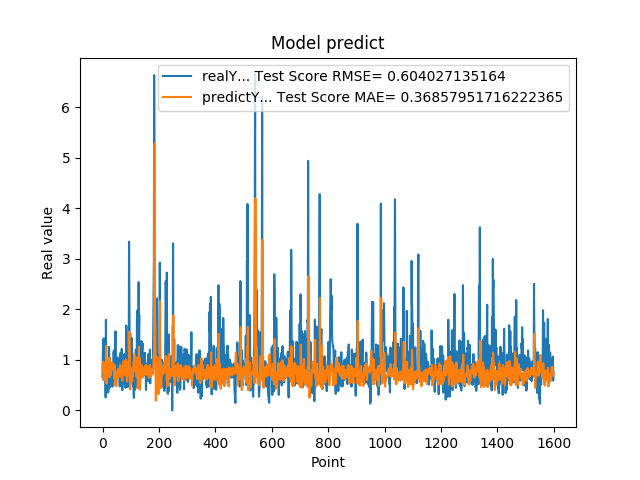 Model predict
realY... Test Score RMSE= 0.604027135164
predictY... Test Score MAE= 0.36857951716222365
Real value
6
5
4
3
2
1
0
0 200 400 600 800 1000 1200 1400 1600
Point